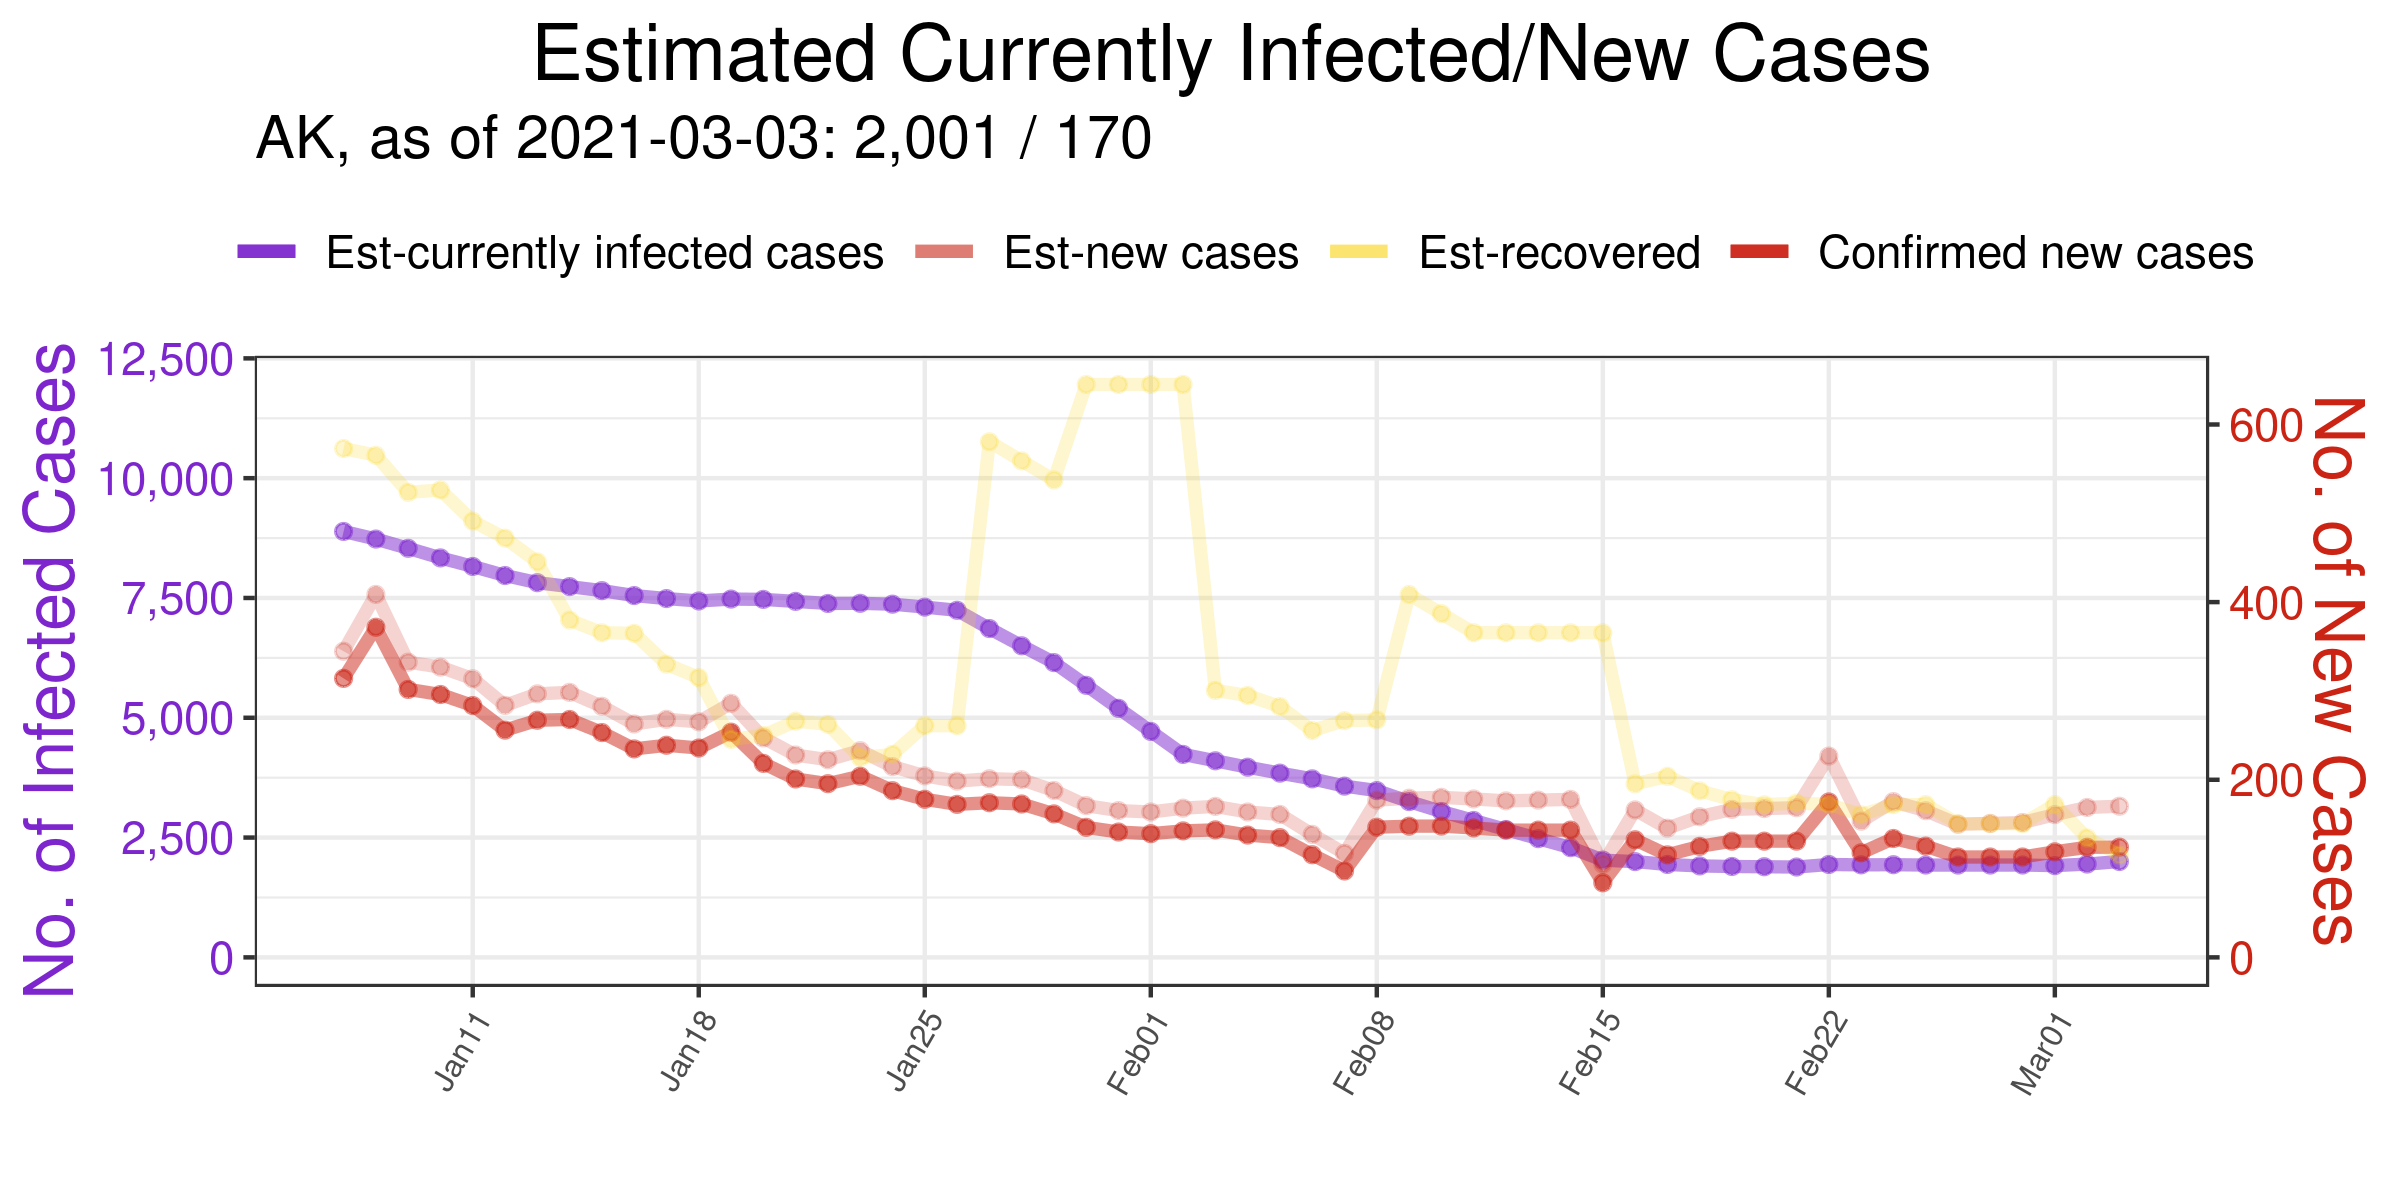 Estimated Currently Infected/New Cases
AK, as of 2021-03-03: 2,001 / 170
Est-currently infected cases Est-new cases Est-recovered Confirmed new cases
No. of Infected Cases
12,500
10,000
7,500
5,000
2,500
0
600
400
200
0
No. of New Cases
Jan11 Jan18 Jan25 Feb01 Feb08 Feb15 Feb22 Mar01